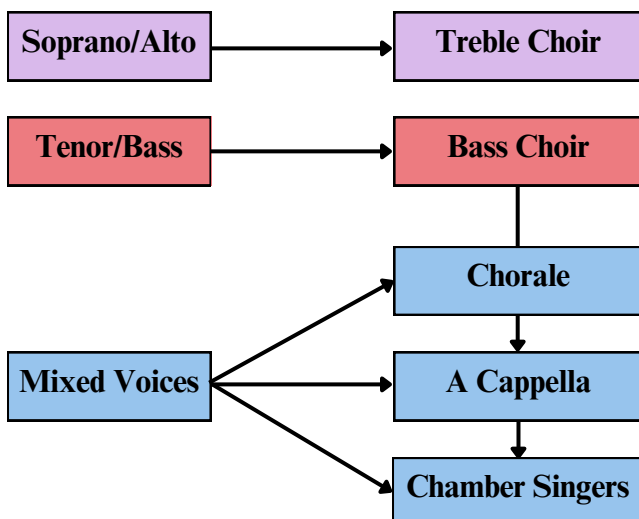 Soprano/Alto
Treble Choir
Tenor/Bass
Bass Choir
Chorale
Mixed Voices
A Cappella
Chamber Singers